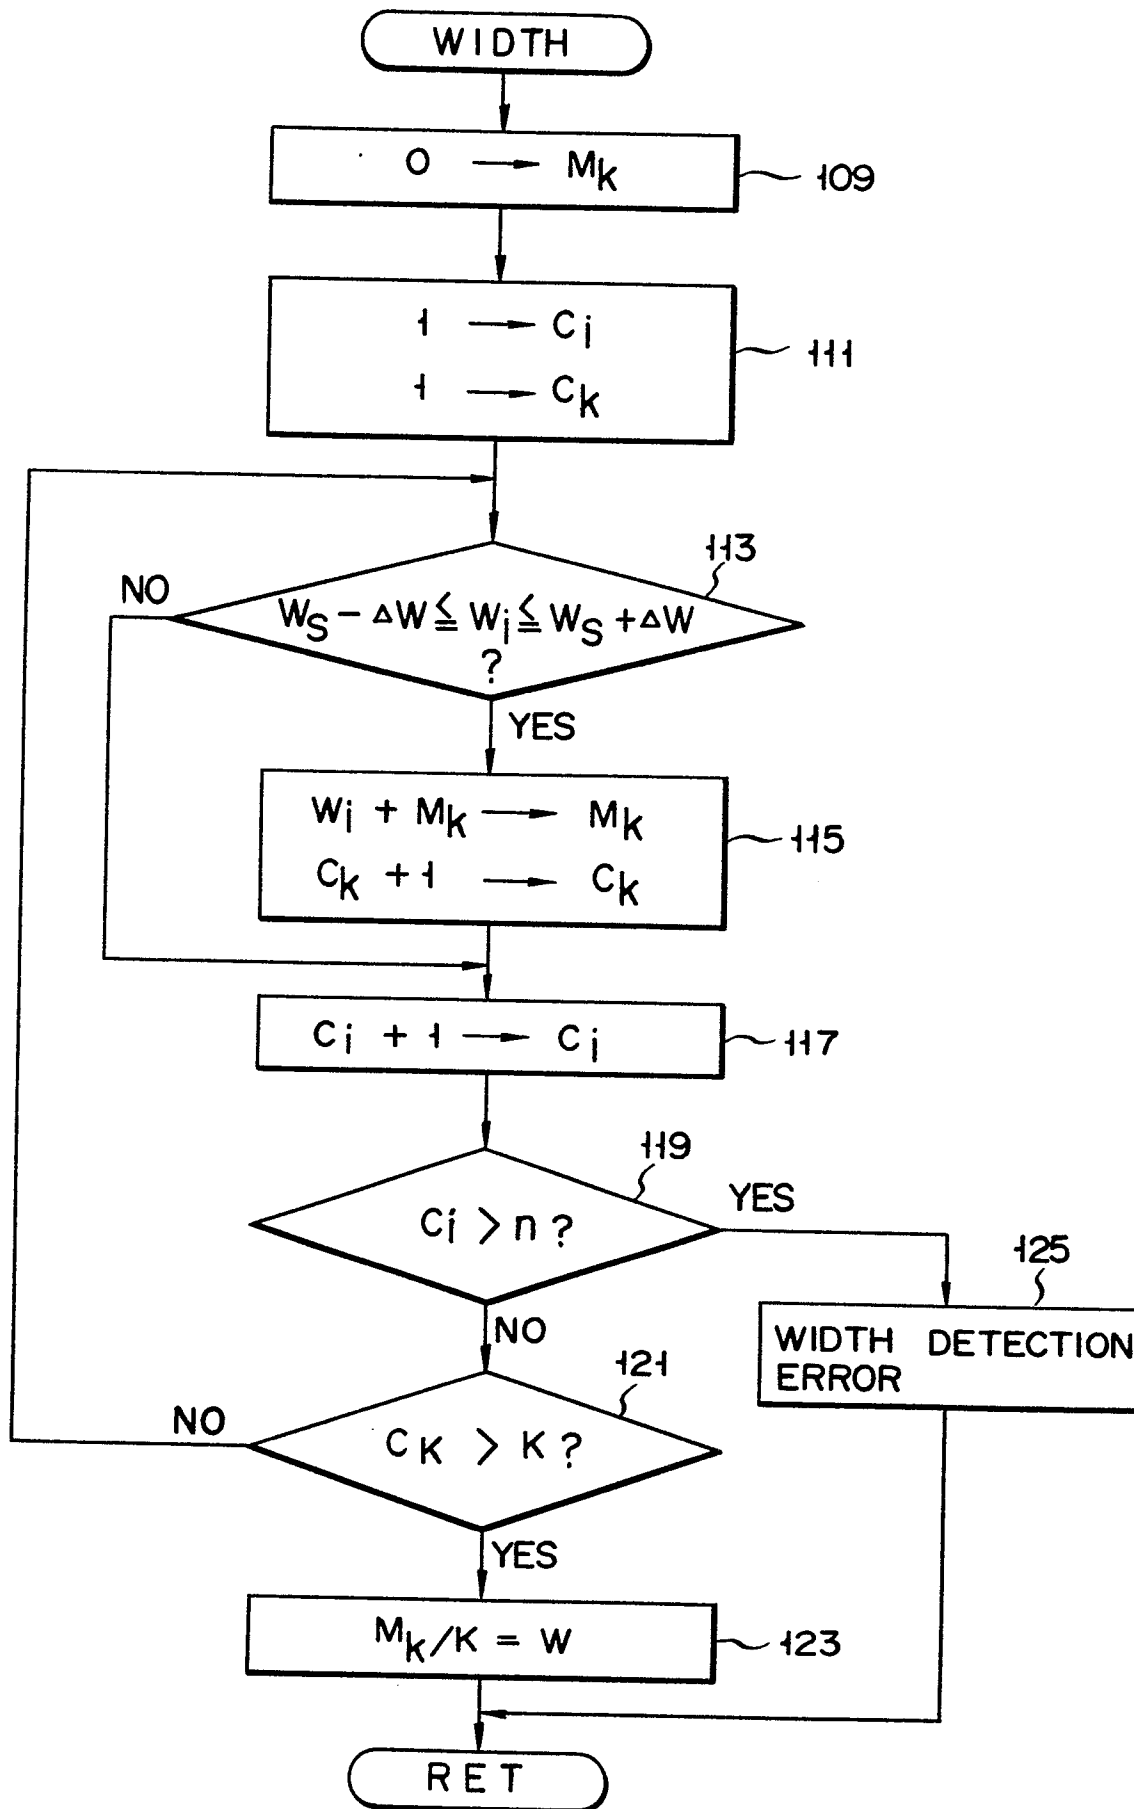 WIDTH
0 → Mk
109
1 → Ci
1 → Ck
111
113
NO
WS − ΔW ≦ Wi ≦ WS + ΔW
?
YES
Wi + Mk → Mk
Ck + 1 → Ck
115
Ci + 1 → Ci
117
119
Ci > n ?
YES
125
WIDTH DETECTION
ERROR
NO
121
NO
CK > K ?
YES
Mk/K = W
123
RET